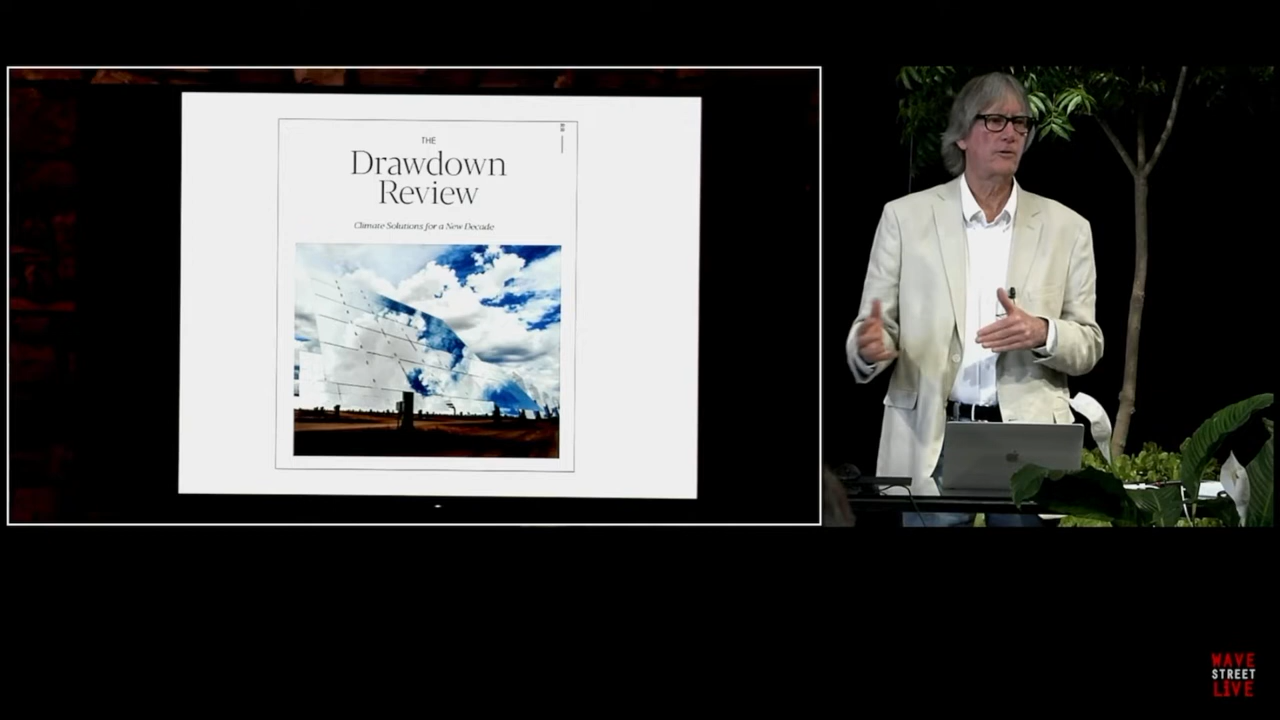 THE
Drawdown
Review
Climate Solutions for a New Decade
WAVE
STREET
LIVE